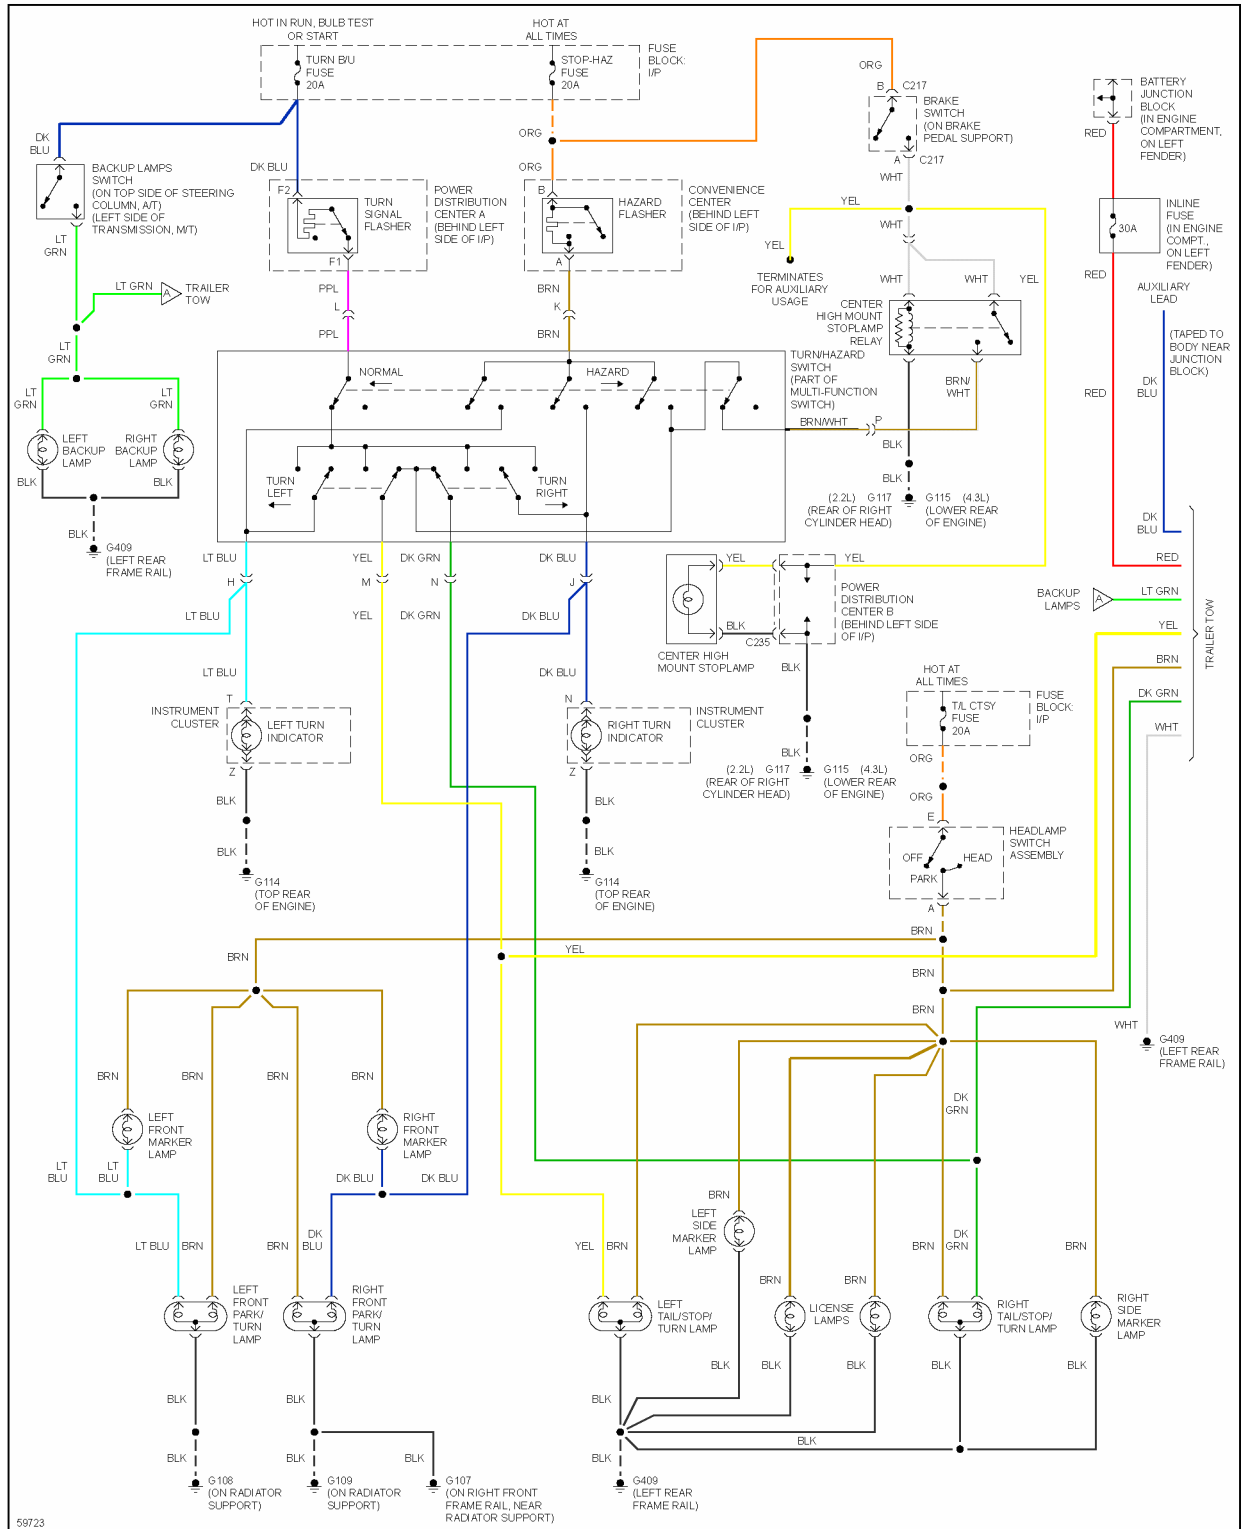 HOT IN RUN, BULB TEST
OR START
HOT AT
ALL TIMES
TURN B/U
FUSE
20A
STOP-HAZ
FUSE
20A
FUSE
BLOCK:
I/P
ORG
B
C217
BRAKE
SWITCH
(ON BRAKE
PEDAL SUPPORT)
A
C217
WHT
BATTERY
JUNCTION
BLOCK
(IN ENGINE
COMPARTMENT,
ON LEFT
FENDER)
RED
DK
BLU
ORG
ORG
DK BLU
BACKUP LAMPS
SWITCH
(ON TOP SIDE OF STEERING
COLUMN, A/T)
(LEFT SIDE OF
TRANSMISSION, M/T)
F2
TURN
SIGNAL
FLASHER
F1
POWER
DISTRIBUTION
CENTER A
(BEHIND LEFT
SIDE OF I/P)
B
HAZARD
FLASHER
A
CONVENIENCE
CENTER
(BEHIND LEFT
SIDE OF I/P)
YEL
YEL
TERMINATES
FOR AUXILIARY
USAGE
WHT
WHT
WHT
YEL
30A
INLINE
FUSE
(IN ENGINE
COMPT.,
ON LEFT
FENDER)
RED
LT
GRN
LT GRN
A
TRAILER
TOW
PPL
L
PPL
BRN
K
BRN
CENTER
HIGH MOUNT
STOPLAMP
RELAY
AUXILIARY
LEAD
(TAPED TO
BODY NEAR
JUNCTION
BLOCK)
LT
GRN
LT
GRN
LT
GRN
LEFT
BACKUP
LAMP
RIGHT
BACKUP
LAMP
BLK
BLK
BLK
G409
(LEFT REAR
FRAME RAIL)
NORMAL
HAZARD
TURN/HAZARD
SWITCH
(PART OF
MULTI-FUNCTION
SWITCH)
TURN
LEFT
TURN
RIGHT
BRN/WHT
P
BRN/
WHT
BLK
BLK
(2.2L)
G117
(REAR OF RIGHT
CYLINDER HEAD)
G115
(4.3L)
(LOWER REAR
OF ENGINE)
RED
DK
BLU
DK
BLU
RED
LT GRN
YEL
BRN
DK GRN
WHT
TRAILER TOW
BACKUP
LAMPS
A
LT BLU
H
YEL
M
DK GRN
N
DK BLU
J
LT BLU
YEL
DK GRN
DK BLU
YEL
YEL
BLK
C235
CENTER HIGH
MOUNT STOPLAMP
POWER
DISTRIBUTION
CENTER B
(BEHIND LEFT SIDE
OF I/P)
BLK
BLK
(2.2L)
G117
(REAR OF RIGHT
CYLINDER HEAD)
G115
(4.3L)
(LOWER REAR
OF ENGINE)
LT BLU
T
INSTRUMENT
CLUSTER
LEFT TURN
INDICATOR
Z
BLK
BLK
G114
(TOP REAR
OF ENGINE)
DK BLU
N
RIGHT TURN
INDICATOR
INSTRUMENT
CLUSTER
Z
BLK
BLK
G114
(TOP REAR
OF ENGINE)
HOT AT
ALL TIMES
T/L CTSY
FUSE
20A
FUSE
BLOCK:
I/P
ORG
ORG
E
HEADLAMP
SWITCH
ASSEMBLY
OFF
HEAD
PARK
A
BRN
YEL
BRN
BRN
BRN
WHT
G409
(LEFT REAR
FRAME RAIL)
BRN
BRN
BRN
BRN
LEFT
FRONT
MARKER
LAMP
RIGHT
FRONT
MARKER
LAMP
LT
BLU
LT
BLU
DK BLU
DK BLU
DK
GRN
BRN
LEFT
SIDE
MARKER
LAMP
LT BLU
BRN
BRN
DK
BLU
YEL
BRN
BRN
DK
GRN
BRN
BRN
BRN
LEFT
FRONT
PARK/
TURN
LAMP
RIGHT
FRONT
PARK/
TURN
LAMP
LEFT
TAIL/STOP/
TURN LAMP
LICENSE
LAMPS
RIGHT
TAIL/STOP/
TURN LAMP
RIGHT
SIDE
MARKER
LAMP
BLK
BLK
BLK
BLK
BLK
BLK
BLK
BLK
BLK
BLK
BLK
BLK
BLK
G108
(ON RADIATOR
SUPPORT)
G109
(ON RADIATOR
SUPPORT)
G107
(ON RIGHT FRONT
FRAME RAIL, NEAR
RADIATOR SUPPORT)
G409
(LEFT REAR
FRAME RAIL)
59723